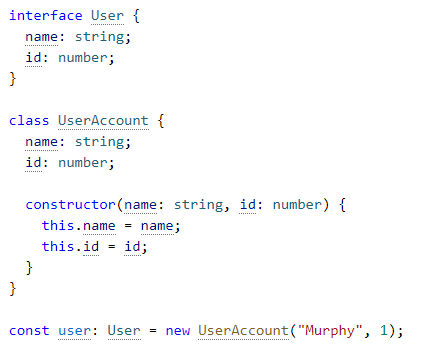 interface User {
  name: string;
  id: number;
}

class UserAccount {
  name: string;
  id: number;

  constructor(name: string, id: number) {
    this.name = name;
    this.id = id;
  }
}

const user: User = new UserAccount("Murphy", 1);